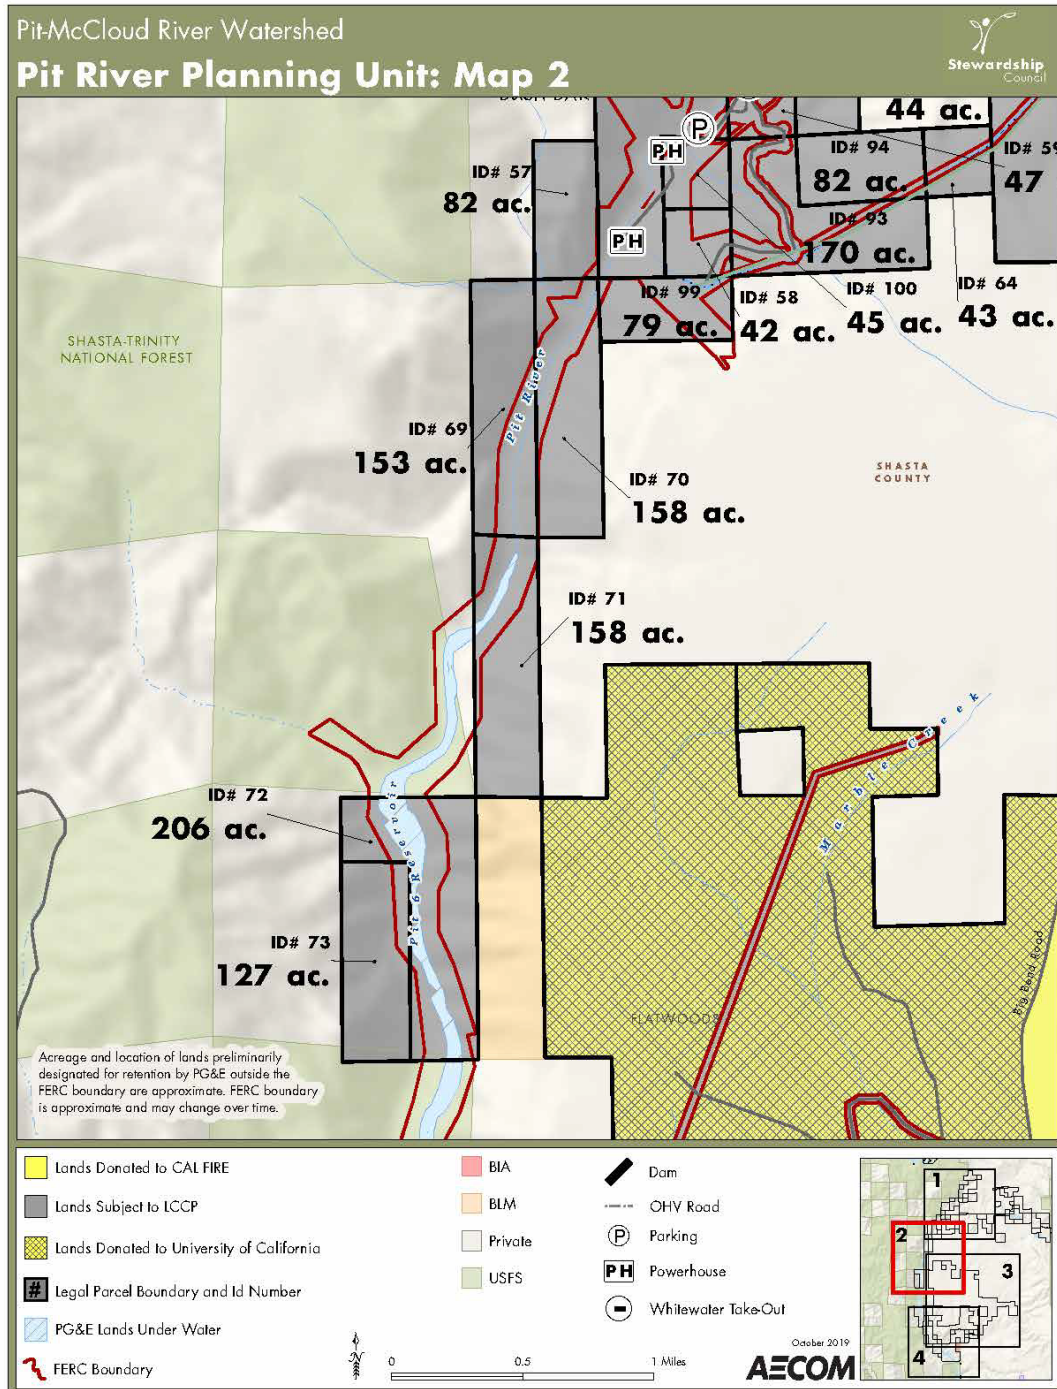 Pit-McCloud River Watershed
Pit River Planning Unit: Map 2
Stewardship
Council
44 ac.
P
PH
ID# 94
82 ac.
ID# 59
47
ID# 57
82 ac.
PH
ID# 93
170 ac.
ID# 99
79 ac.
ID# 58
42 ac.
ID# 100
45 ac.
ID# 64
43 ac.
SHASTA-TRINITY
NATIONAL FOREST
Pit River
ID# 69
153 ac.
SHASTA
COUNTY
ID# 70
158 ac.
ID# 71
158 ac.
Marble Creek
ID# 72
206 ac.
Pit 6 Reservoir
ID# 73
127 ac.
FLATWOODS
Big Bend Road
Acreage and location of lands preliminarily
designated for retention by PG&E outside the
FERC boundary are approximate. FERC boundary
is approximate and may change over time.
Lands Donated to CAL FIRE
Lands Subject to LCCP
Lands Donated to University of California
# Legal Parcel Boundary and Id Number
PG&E Lands Under Water
FERC Boundary
BIA
BLM
Private
USFS
Dam
OHV Road
P Parking
PH Powerhouse
Whitewater Take-Out
N
0 0.5 1 Miles
October 2019
AECOM
1
2
3
4